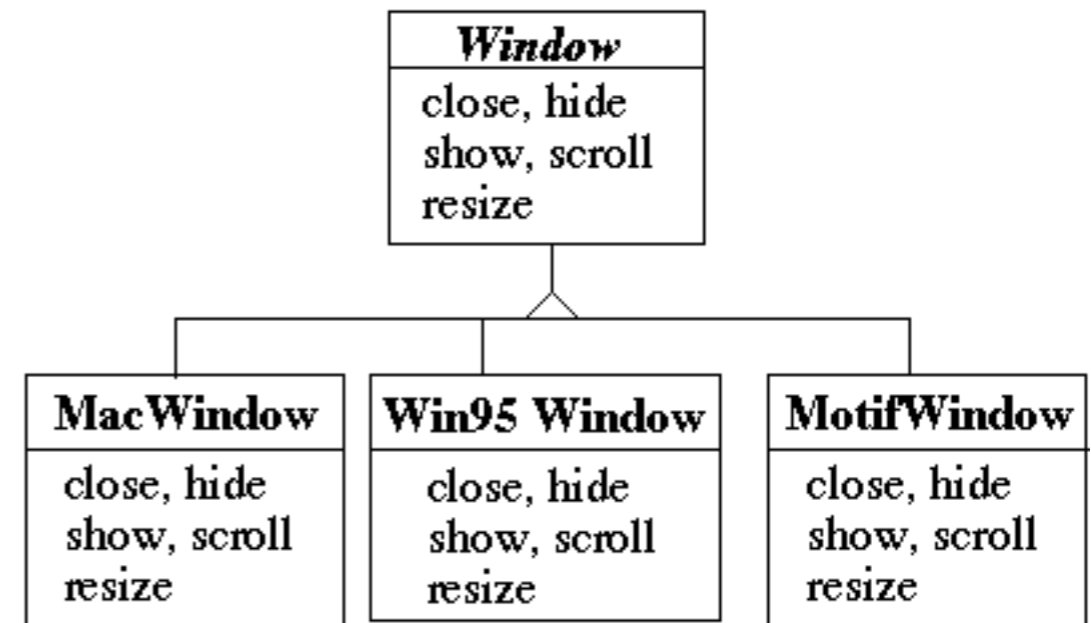 Window
close, hide
show, scroll
resize
MacWindow
close, hide
show, scroll
resize
Win95 Window
close, hide
show, scroll
resize
MotifWindow
close, hide
show, scroll
resize